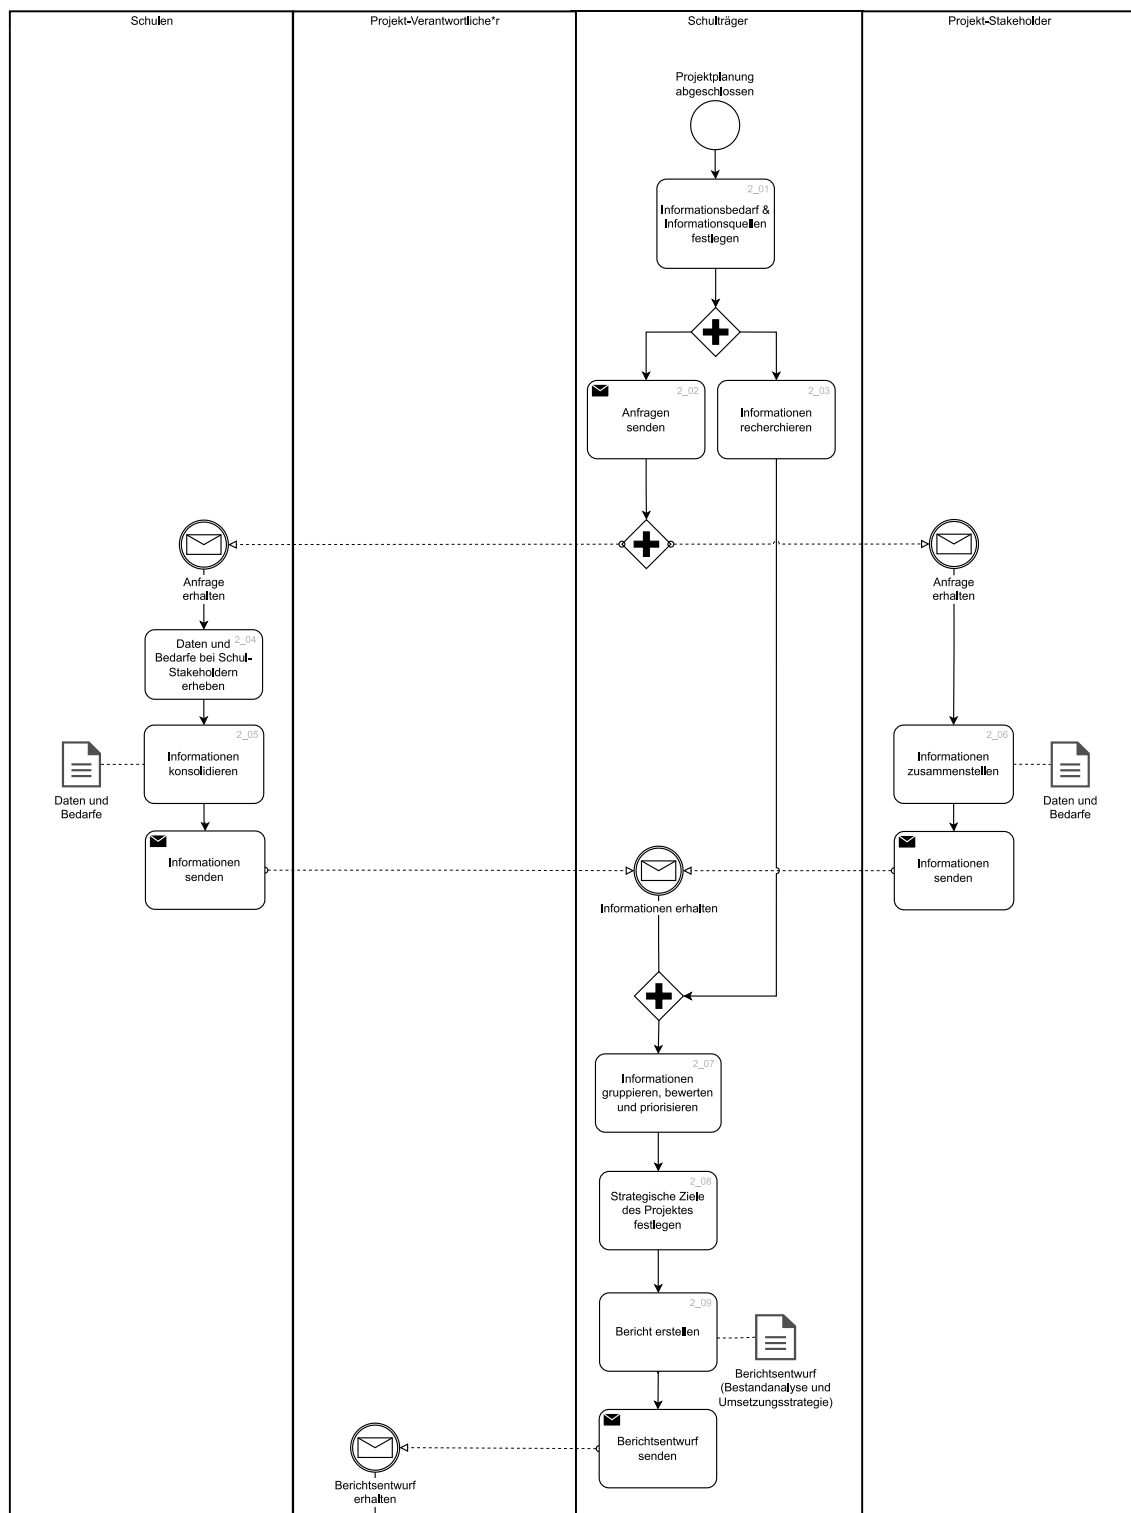 Schulen
Projekt-Verantwortliche*r
Schulträger
Projekt-Stakeholder
Projektplanung
abgeschlossen
2_01
Informationsbedarf &
Informationsquellen
festlegen
2_02
Anfragen
senden
2_03
Informationen
recherchieren
Anfrage
erhalten
Anfrage
erhalten
2_04
Daten und
Bedarfe bei Schul-
Stakeholdern
erheben
2_05
Informationen
konsolidieren
Daten und
Bedarfe
2_06
Informationen
zusammenstellen
Daten und
Bedarfe
Informationen
senden
Informationen erhalten
Informationen
senden
2_07
Informationen
gruppieren, bewerten
und priorisieren
2_08
Strategische Ziele
des Projektes
festlegen
2_09
Bericht erstellen
Berichtsentwurf
(Bestandanalyse und
Umsetzungsstrategie)
Berichtsentwurf
senden
Berichtsentwurf
erhalten